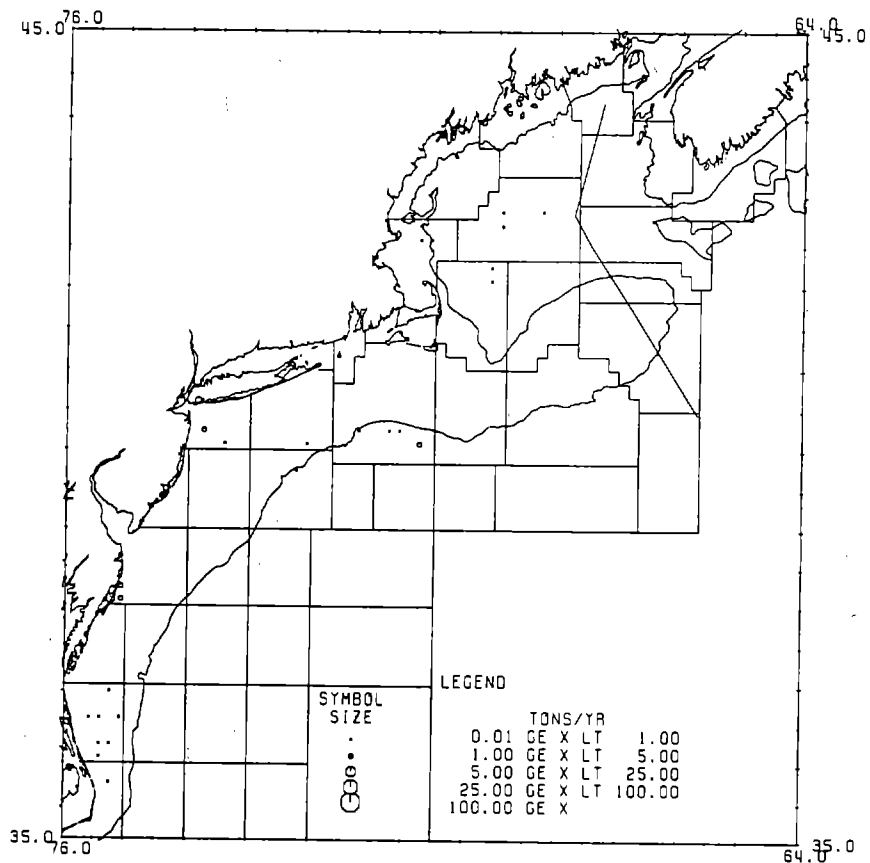 76.0 64.0
45.0 45.0
LEGEND
SYMBOL SIZE
TONS/YR
0.01 GE X LT 1.00
1.00 GE X LT 5.00
5.00 GE X LT 25.00
25.00 GE X LT 100.00
100.00 GE X
35.0 35.0
76.0 64.0